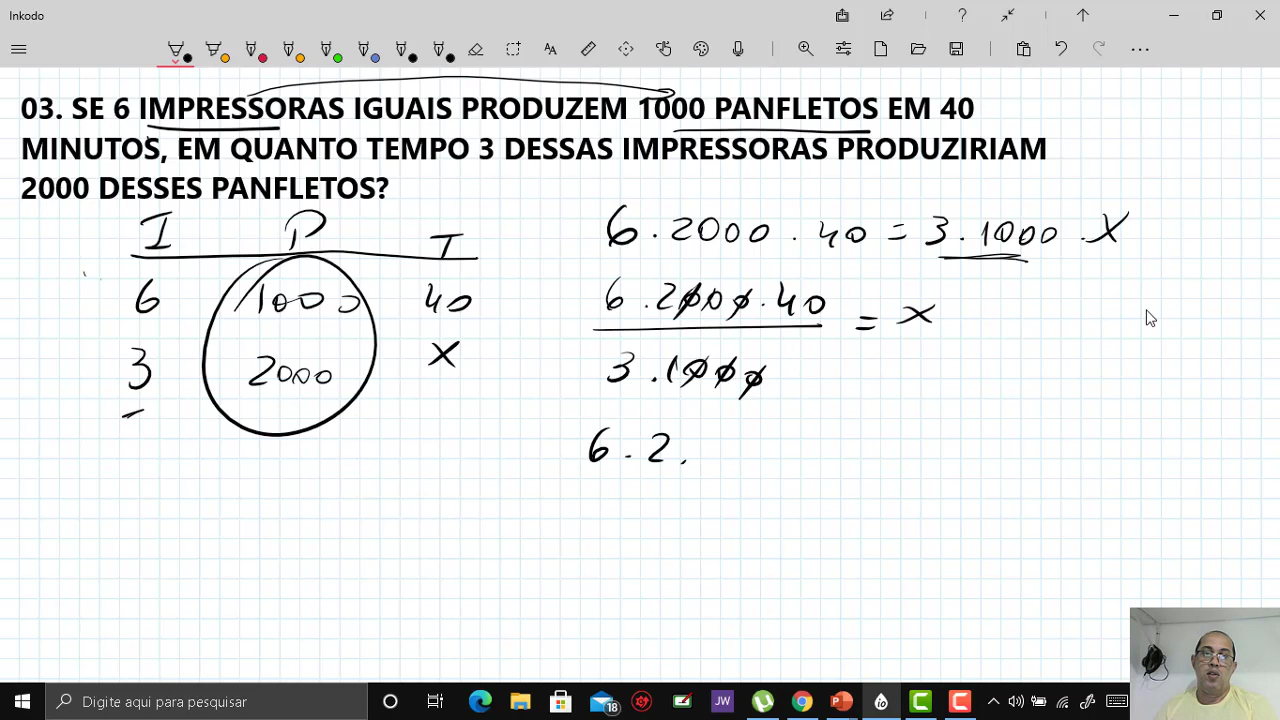 Inkodo
03. SE 6 IMPRESSORAS IGUAIS PRODUZEM 1000 PANFLETOS EM 40
MINUTOS, EM QUANTO TEMPO 3 DESSAS IMPRESSORAS PRODUZIRIAM
2000 DESSES PANFLETOS?
I P T
6 1000 40
3 2000 X
6 . 2000 . 40 = 3 . 1000 . X
6 . 2000 . 40
= X
3 . 1000
6 . 2 .
Digite aqui para pesquisar
18
JW